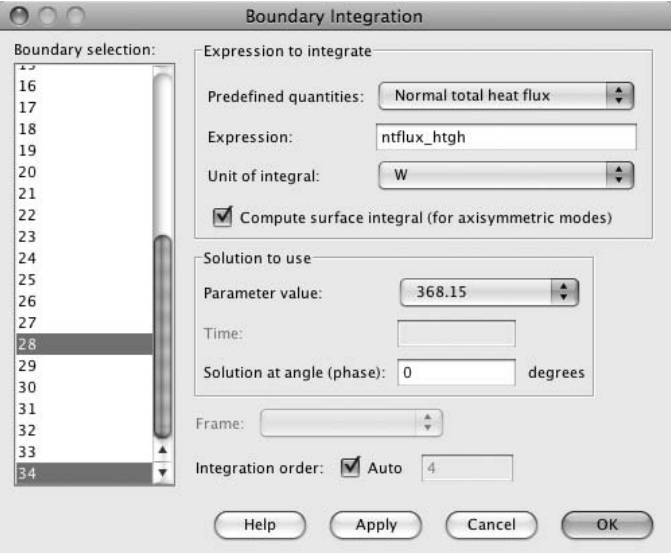 Boundary Integration
Boundary selection:
15
16
17
18
19
20
21
22
23
24
25
26
27
28
29
30
31
32
33
34
Expression to integrate
Predefined quantities: Normal total heat flux
Expression: ntflux_htgh
Unit of integral: W
Compute surface integral (for axisymmetric modes)
Solution to use
Parameter value: 368.15
Time:
Solution at angle (phase): 0 degrees
Frame:
Integration order: Auto 4
Help Apply Cancel OK